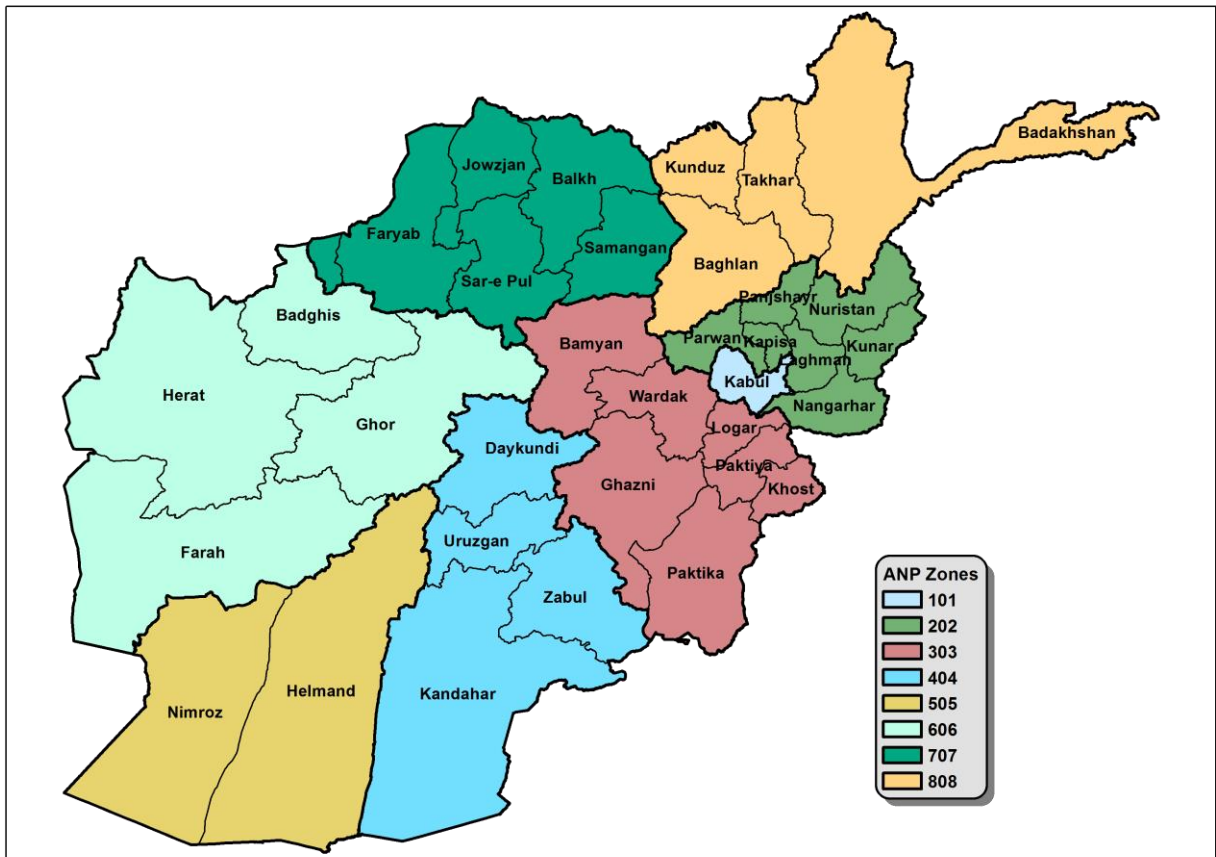 Badakhshan
Jowzjan
Balkh
Kunduz
Takhar
Faryab
Samangan
Sar-e Pul
Baghlan
Panjshayr
Nuristan
Badghis
Bamyan
Parwan
Kapisa
Kunar
Laghman
Kabul
Herat
Wardak
Nangarhar
Ghor
Logar
Daykundi
Paktiya
Ghazni
Khost
Uruzgan
Farah
Paktika
Zabul
Helmand
Kandahar
Nimroz
ANP Zones
101
202
303
404
505
606
707
808